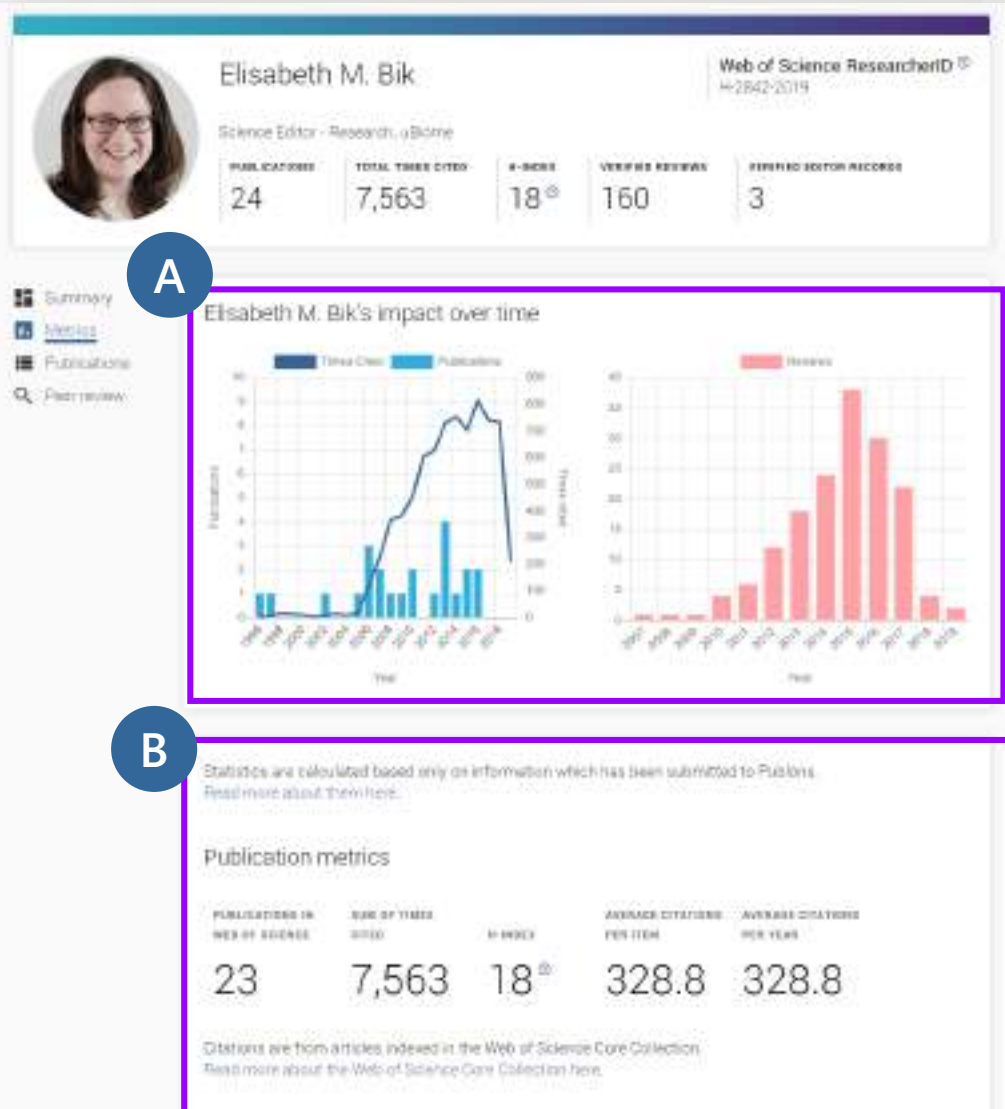 Elisabeth M. Bik
Web of Science ResearcherID
H-2842-2019
Science Editor - Research, uBiome
PUBLICATIONS TOTAL TIMES CITED H-INDEX VERIFIED REVIEWS VERIFIED EDITOR RECORDS
24 7,563 18 160 3
A
Summary
Metrics
Publications
Peer review
Elisabeth M. Bik's impact over time
Times Cited Publications
Reviews
Publications
Times cited
Year
Year
B
Statistics are calculated based only on information which has been submitted to Publons.
Read more about them here.
Publication metrics
PUBLICATIONS IN SUM OF TIMES AVERAGE CITATIONS AVERAGE CITATIONS
WEB OF SCIENCE CITED H-INDEX PER ITEM PER YEAR
23 7,563 18 328.8 328.8
Citations are from articles indexed in the Web of Science Core Collection.
Read more about the Web of Science Core Collection here.